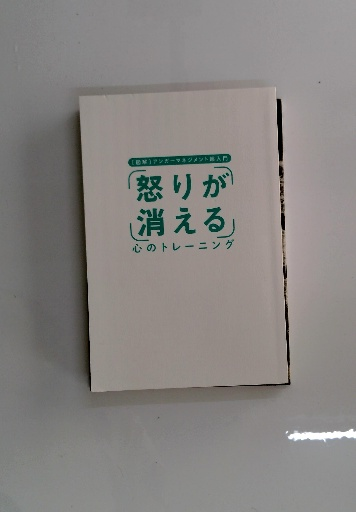 ［図解］アンガーマネジメント超入門
怒りが
消える
心のトレーニング